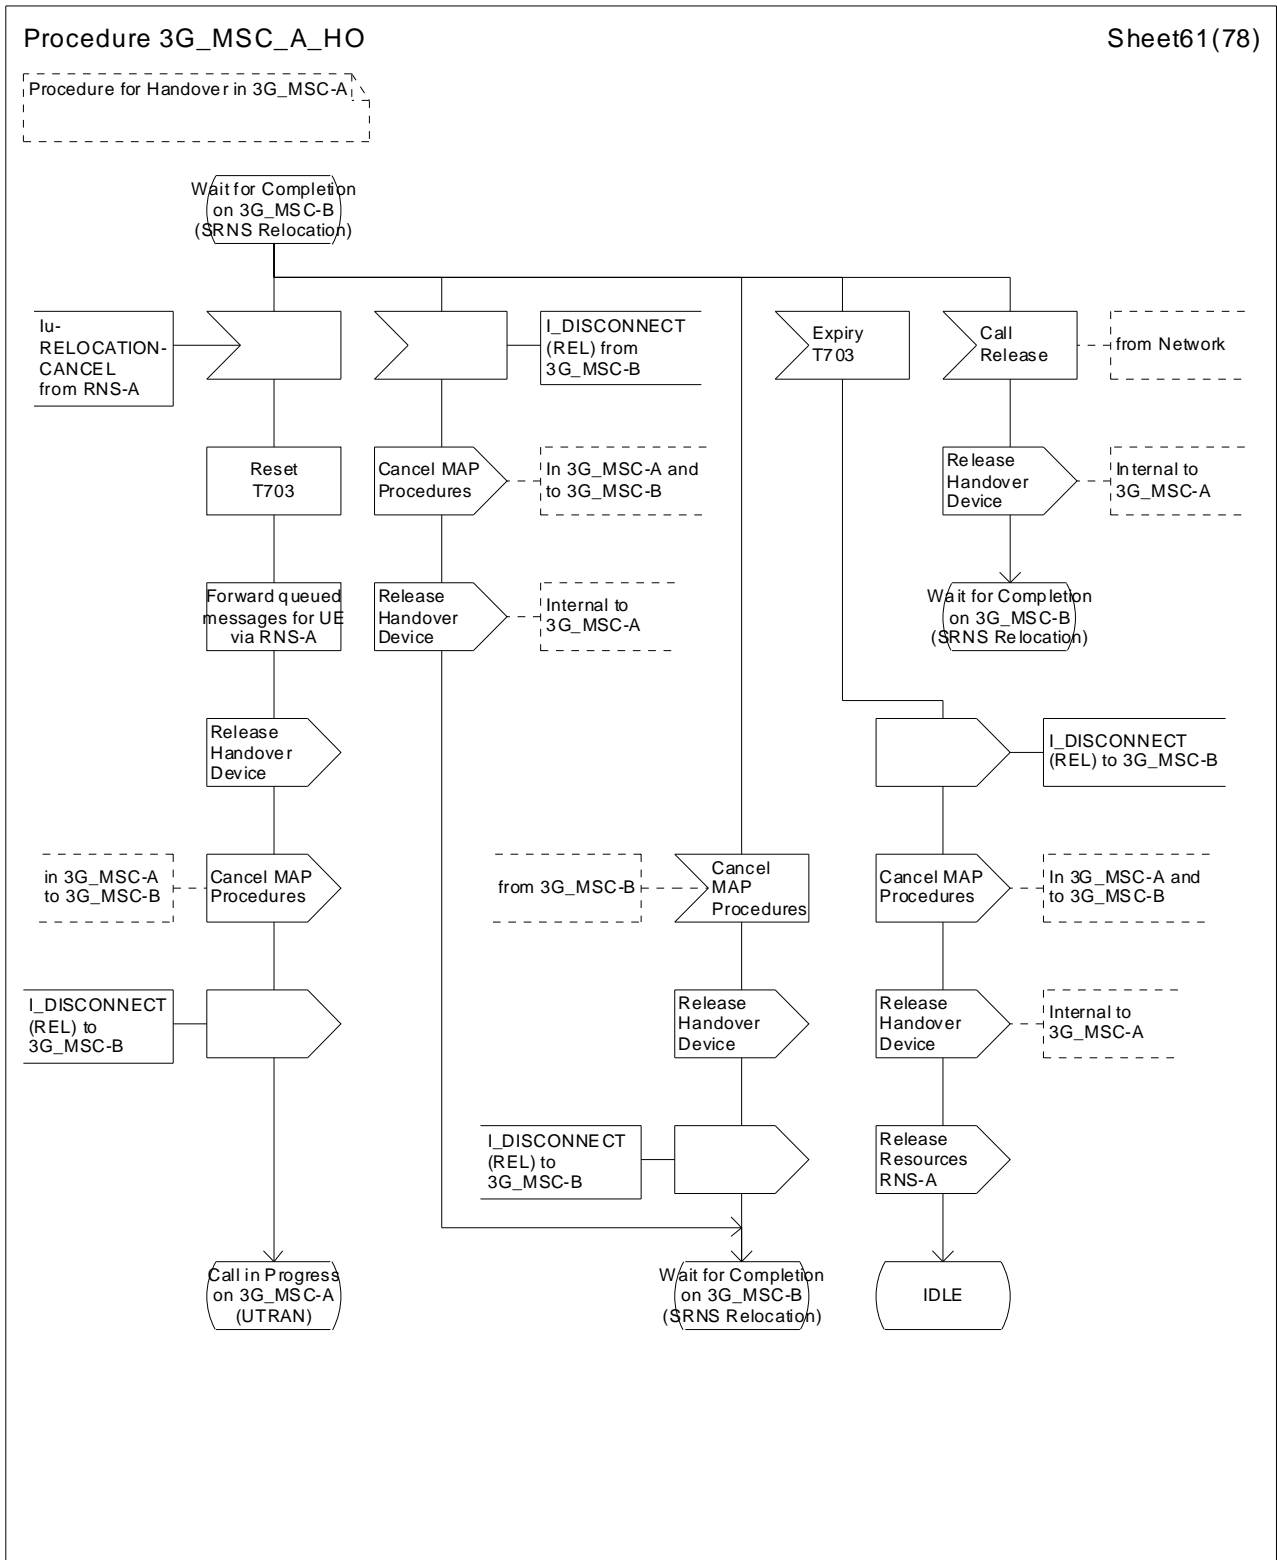 Procedure 3G_MSC_A_HO
Sheet61(78)
Procedure for Handover in 3G_MSC-A
Wait for Completion
on 3G_MSC-B
(SRNS Relocation)
Iu-
RELOCATION-
CANCEL
from RNS-A
I_DISCONNECT
(REL) from
3G_MSC-B
Expiry
T703
Call
Release
from Network
Reset
T703
Cancel MAP
Procedures
In 3G_MSC-A and
to 3G_MSC-B
Release
Handover
Device
Internal to
3G_MSC-A
Forward queued
messages for UE
via RNS-A
Release
Handover
Device
Internal to
3G_MSC-A
Wait for Completion
on 3G_MSC-B
(SRNS Relocation)
Release
Handover
Device
I_DISCONNECT
(REL) to 3G_MSC-B
in 3G_MSC-A
to 3G_MSC-B
Cancel MAP
Procedures
from 3G_MSC-B
Cancel
MAP
Procedures
Cancel MAP
Procedures
In 3G_MSC-A and
to 3G_MSC-B
I_DISCONNECT
(REL) to
3G_MSC-B
Release
Handover
Device
Release
Handover
Device
Internal to
3G_MSC-A
I_DISCONNECT
(REL) to
3G_MSC-B
Release
Resources
RNS-A
Call in Progress
on 3G_MSC-A
(UTRAN)
Wait for Completion
on 3G_MSC-B
(SRNS Relocation)
IDLE